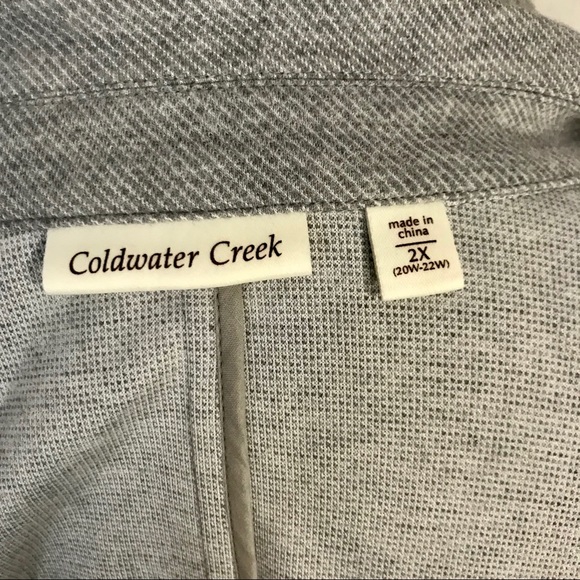 Coldwater Creek
made in
china
2X
(20W-22W)